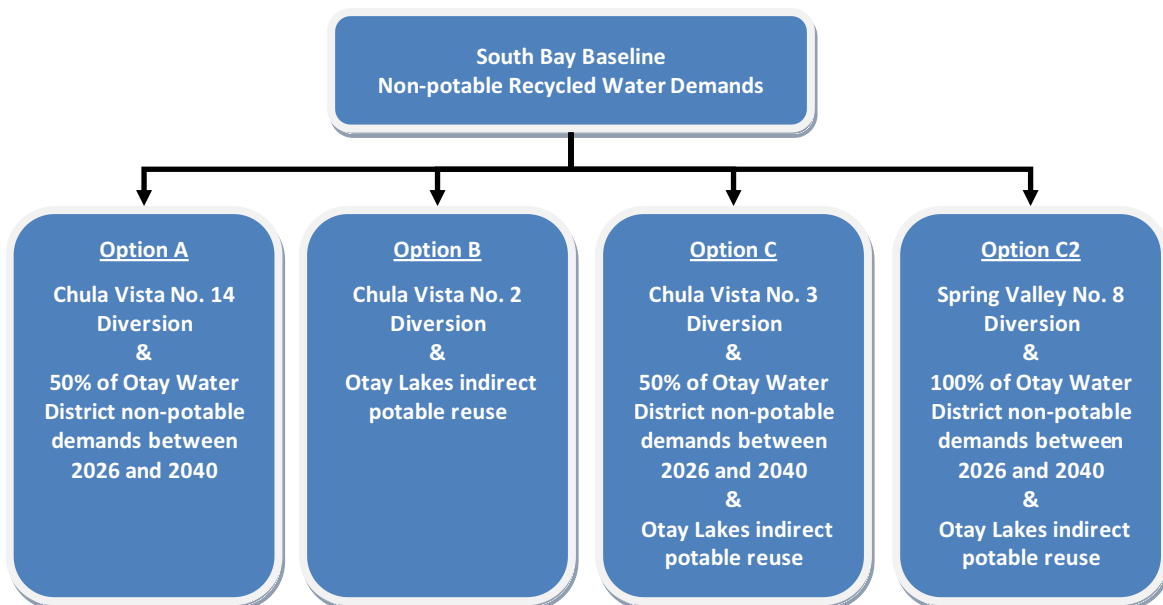 South Bay Baseline
Non-potable Recycled Water Demands
Option A
Chula Vista No. 14
Diversion
&
50% of Otay Water
District non-potable
demands between
2026 and 2040
Option B
Chula Vista No. 2
Diversion
&
Otay Lakes indirect
potable reuse
Option C
Chula Vista No. 3
Diversion
&
50% of Otay Water
District non-potable
demands between
2026 and 2040
&
Otay Lakes indirect
potable reuse
Option C2
Spring Valley No. 8
Diversion
&
100% of Otay Water
District non-potable
demands between
2026 and 2040
&
Otay Lakes indirect
potable reuse